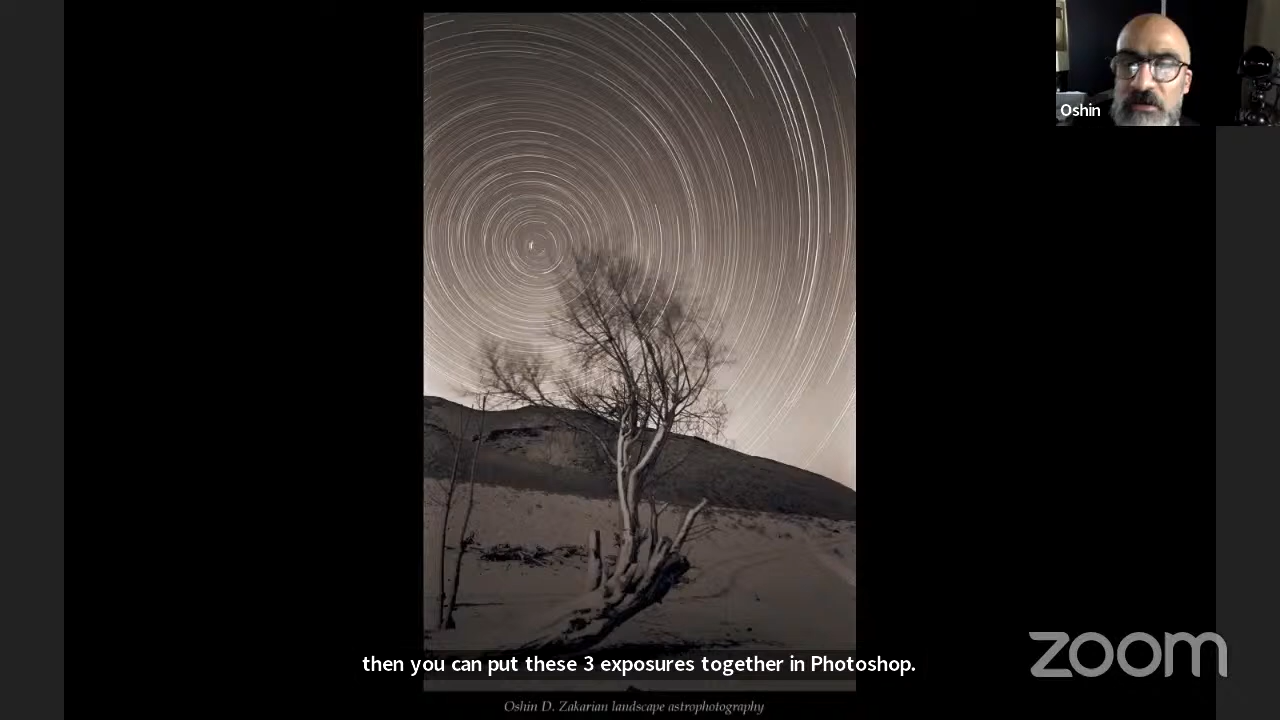 Oshin
then you can put these 3 exposures together in Photoshop.
zoom
Oshin D. Zakarian landscape astrophotography